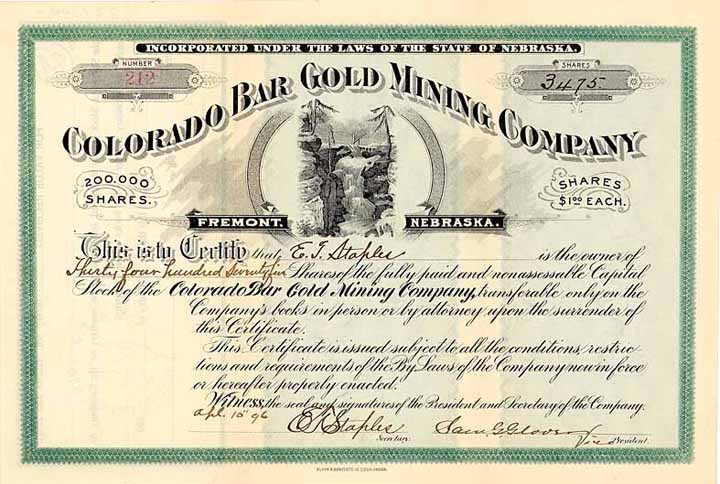 INCORPORATED UNDER THE LAWS OF THE STATE OF NEBRASKA.
NUMBER
212
SHARES
3475
COLORADO BAR GOLD MINING COMPANY
200.000
SHARES.
SHARES
$1.00 EACH.
FREMONT. NEBRASKA.
This is to Certify that E. T. Staples is the owner of
Thirty four hundred Seventy five Shares of the fully paid and nonassessable Capital
Stock of the Colorado Bar Gold Mining Company, transferable only on the
Company's books in person or by attorney upon the surrender of
this Certificate.
This Certificate is issued subject to all the conditions, restric-
tions and requirements of the By Laws of the Company now in force
or hereafter properly enacted.
Witness, the seal and signatures of the President and Secretary of the Company.
Apl. 15 96
E T Staples Sam. G. Glover
Secretary. Vice President.